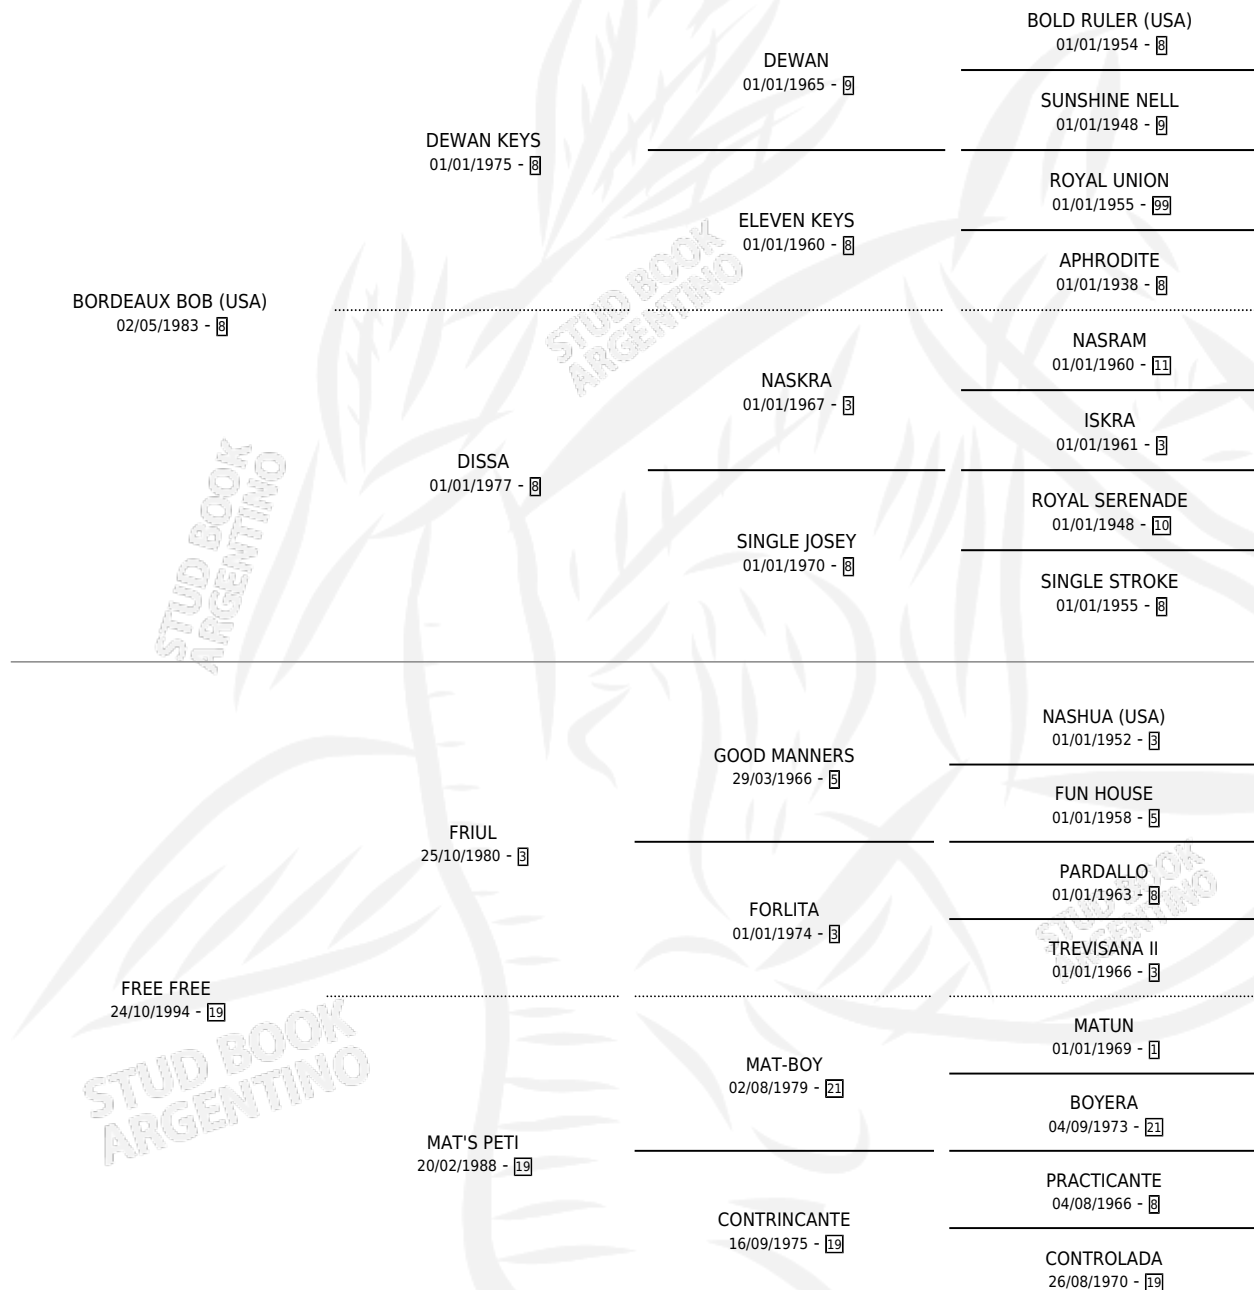 BOLD RULER (USA)
01/01/1954 - 8
DEWAN
01/01/1965 - 9
SUNSHINE NELL
01/01/1948 - 9
DEWAN KEYS
01/01/1975 - 8
ROYAL UNION
01/01/1955 - 99
ELEVEN KEYS
01/01/1960 - 8
APHRODITE
01/01/1938 - 8
BORDEAUX BOB (USA)
02/05/1983 - 8
NASRAM
01/01/1960 - 11
NASKRA
01/01/1967 - 3
ISKRA
01/01/1961 - 3
DISSA
01/01/1977 - 8
ROYAL SERENADE
01/01/1948 - 10
SINGLE JOSEY
01/01/1970 - 8
SINGLE STROKE
01/01/1955 - 8
NASHUA (USA)
01/01/1952 - 3
GOOD MANNERS
29/03/1966 - 5
FUN HOUSE
01/01/1958 - 5
FRIUL
25/10/1980 - 3
PARDALLO
01/01/1963 - 8
FORLITA
01/01/1974 - 3
TREVISANA II
01/01/1966 - 3
FREE FREE
24/10/1994 - 19
MATUN
01/01/1969 - 1
MAT-BOY
02/08/1979 - 21
BOYERA
04/09/1973 - 21
MAT'S PETI
20/02/1988 - 19
PRACTICANTE
04/08/1966 - 8
CONTRINCANTE
16/09/1975 - 19
CONTROLADA
26/08/1970 - 19
STUD BOOK
ARGENTINO
STUD BOOK
ARGENTINO
STUD BOOK
ARGENTINO
STUD BOOK
ARGENTINO